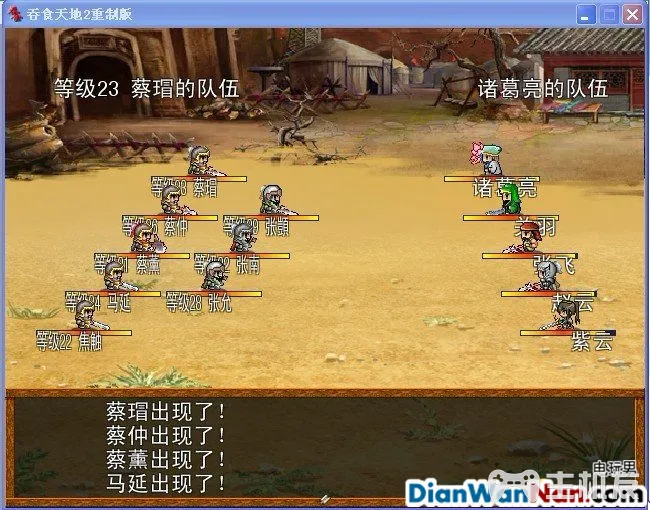 吞食天地2重制版
等级23 蔡瑁的队伍
诸葛亮的队伍
蔡瑁
诸葛亮
蔡仲
等级29 张顗
关羽
蔡薰
张南
张飞
马延
等级28 张允
赵云
等级22 焦触
紫云
蔡瑁出现了!
蔡仲出现了!
蔡薰出现了!
马延出现了!
DianWanNan.com